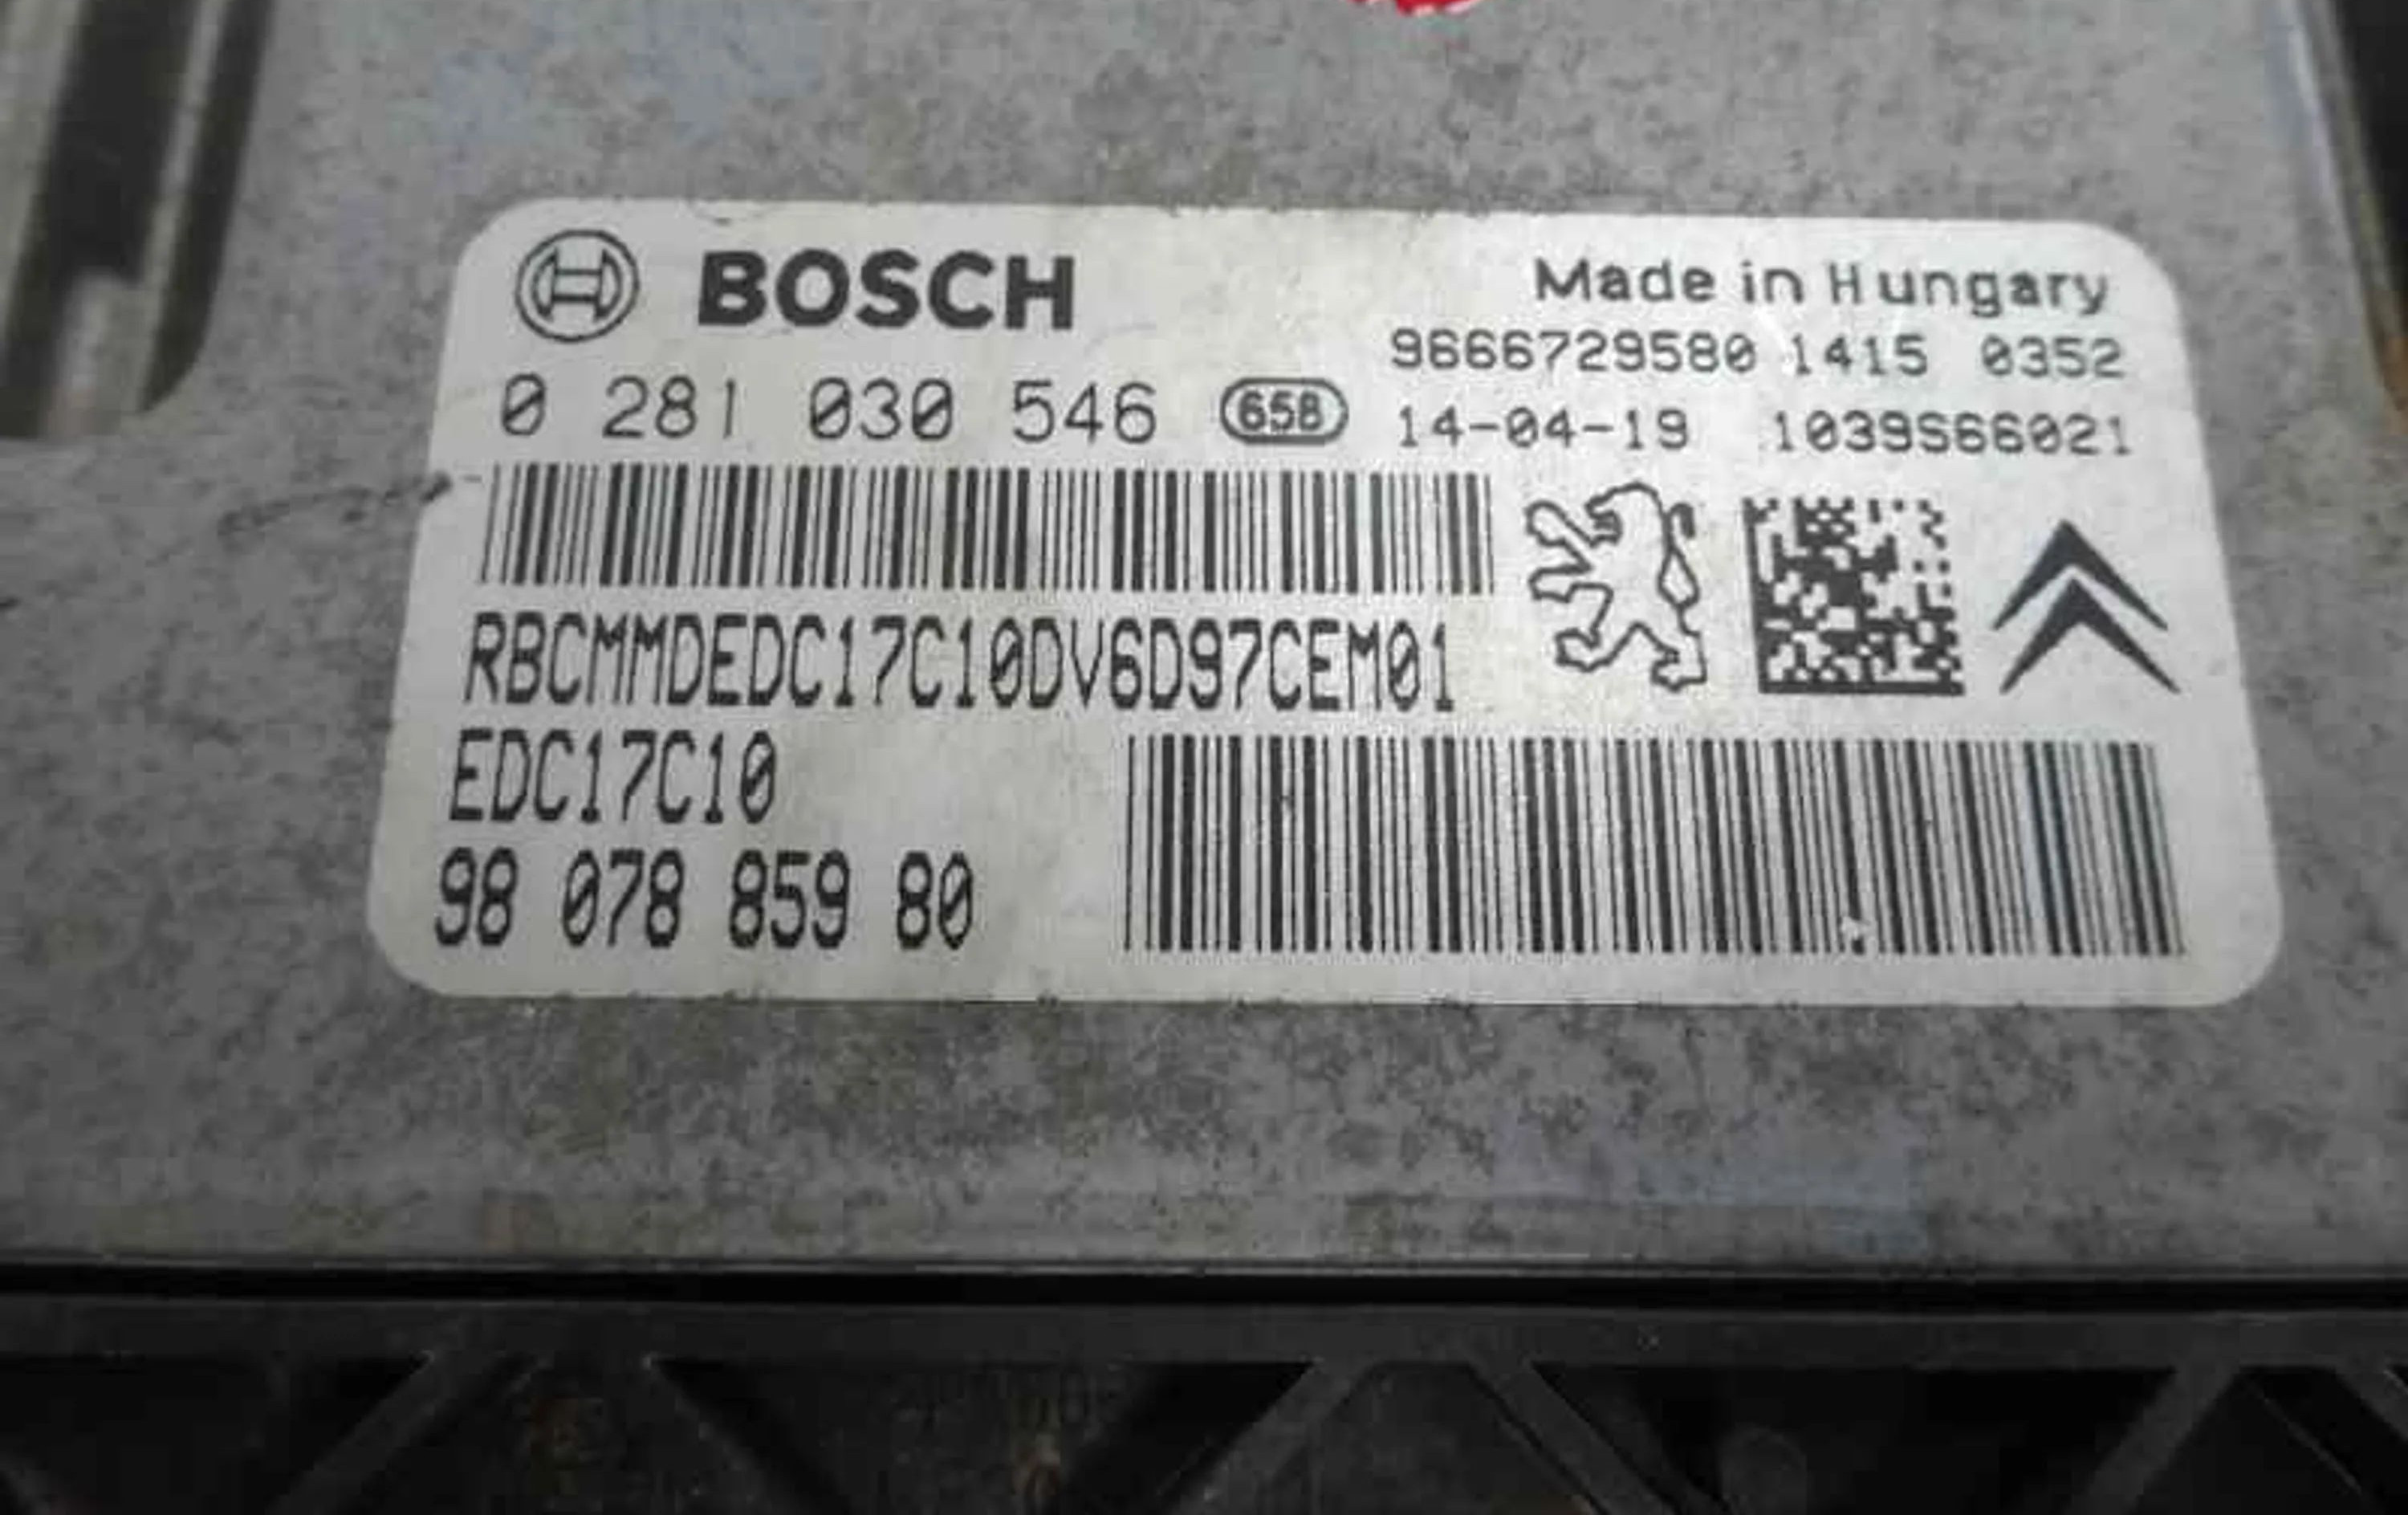 BOSCH
Made in Hungary
9666729580 1415 0352
0 281 030 546 65B 14-04-19 1039S66021
RBCMMDEDC17C10DV6D97CEM01
EDC17C10
98 078 859 80